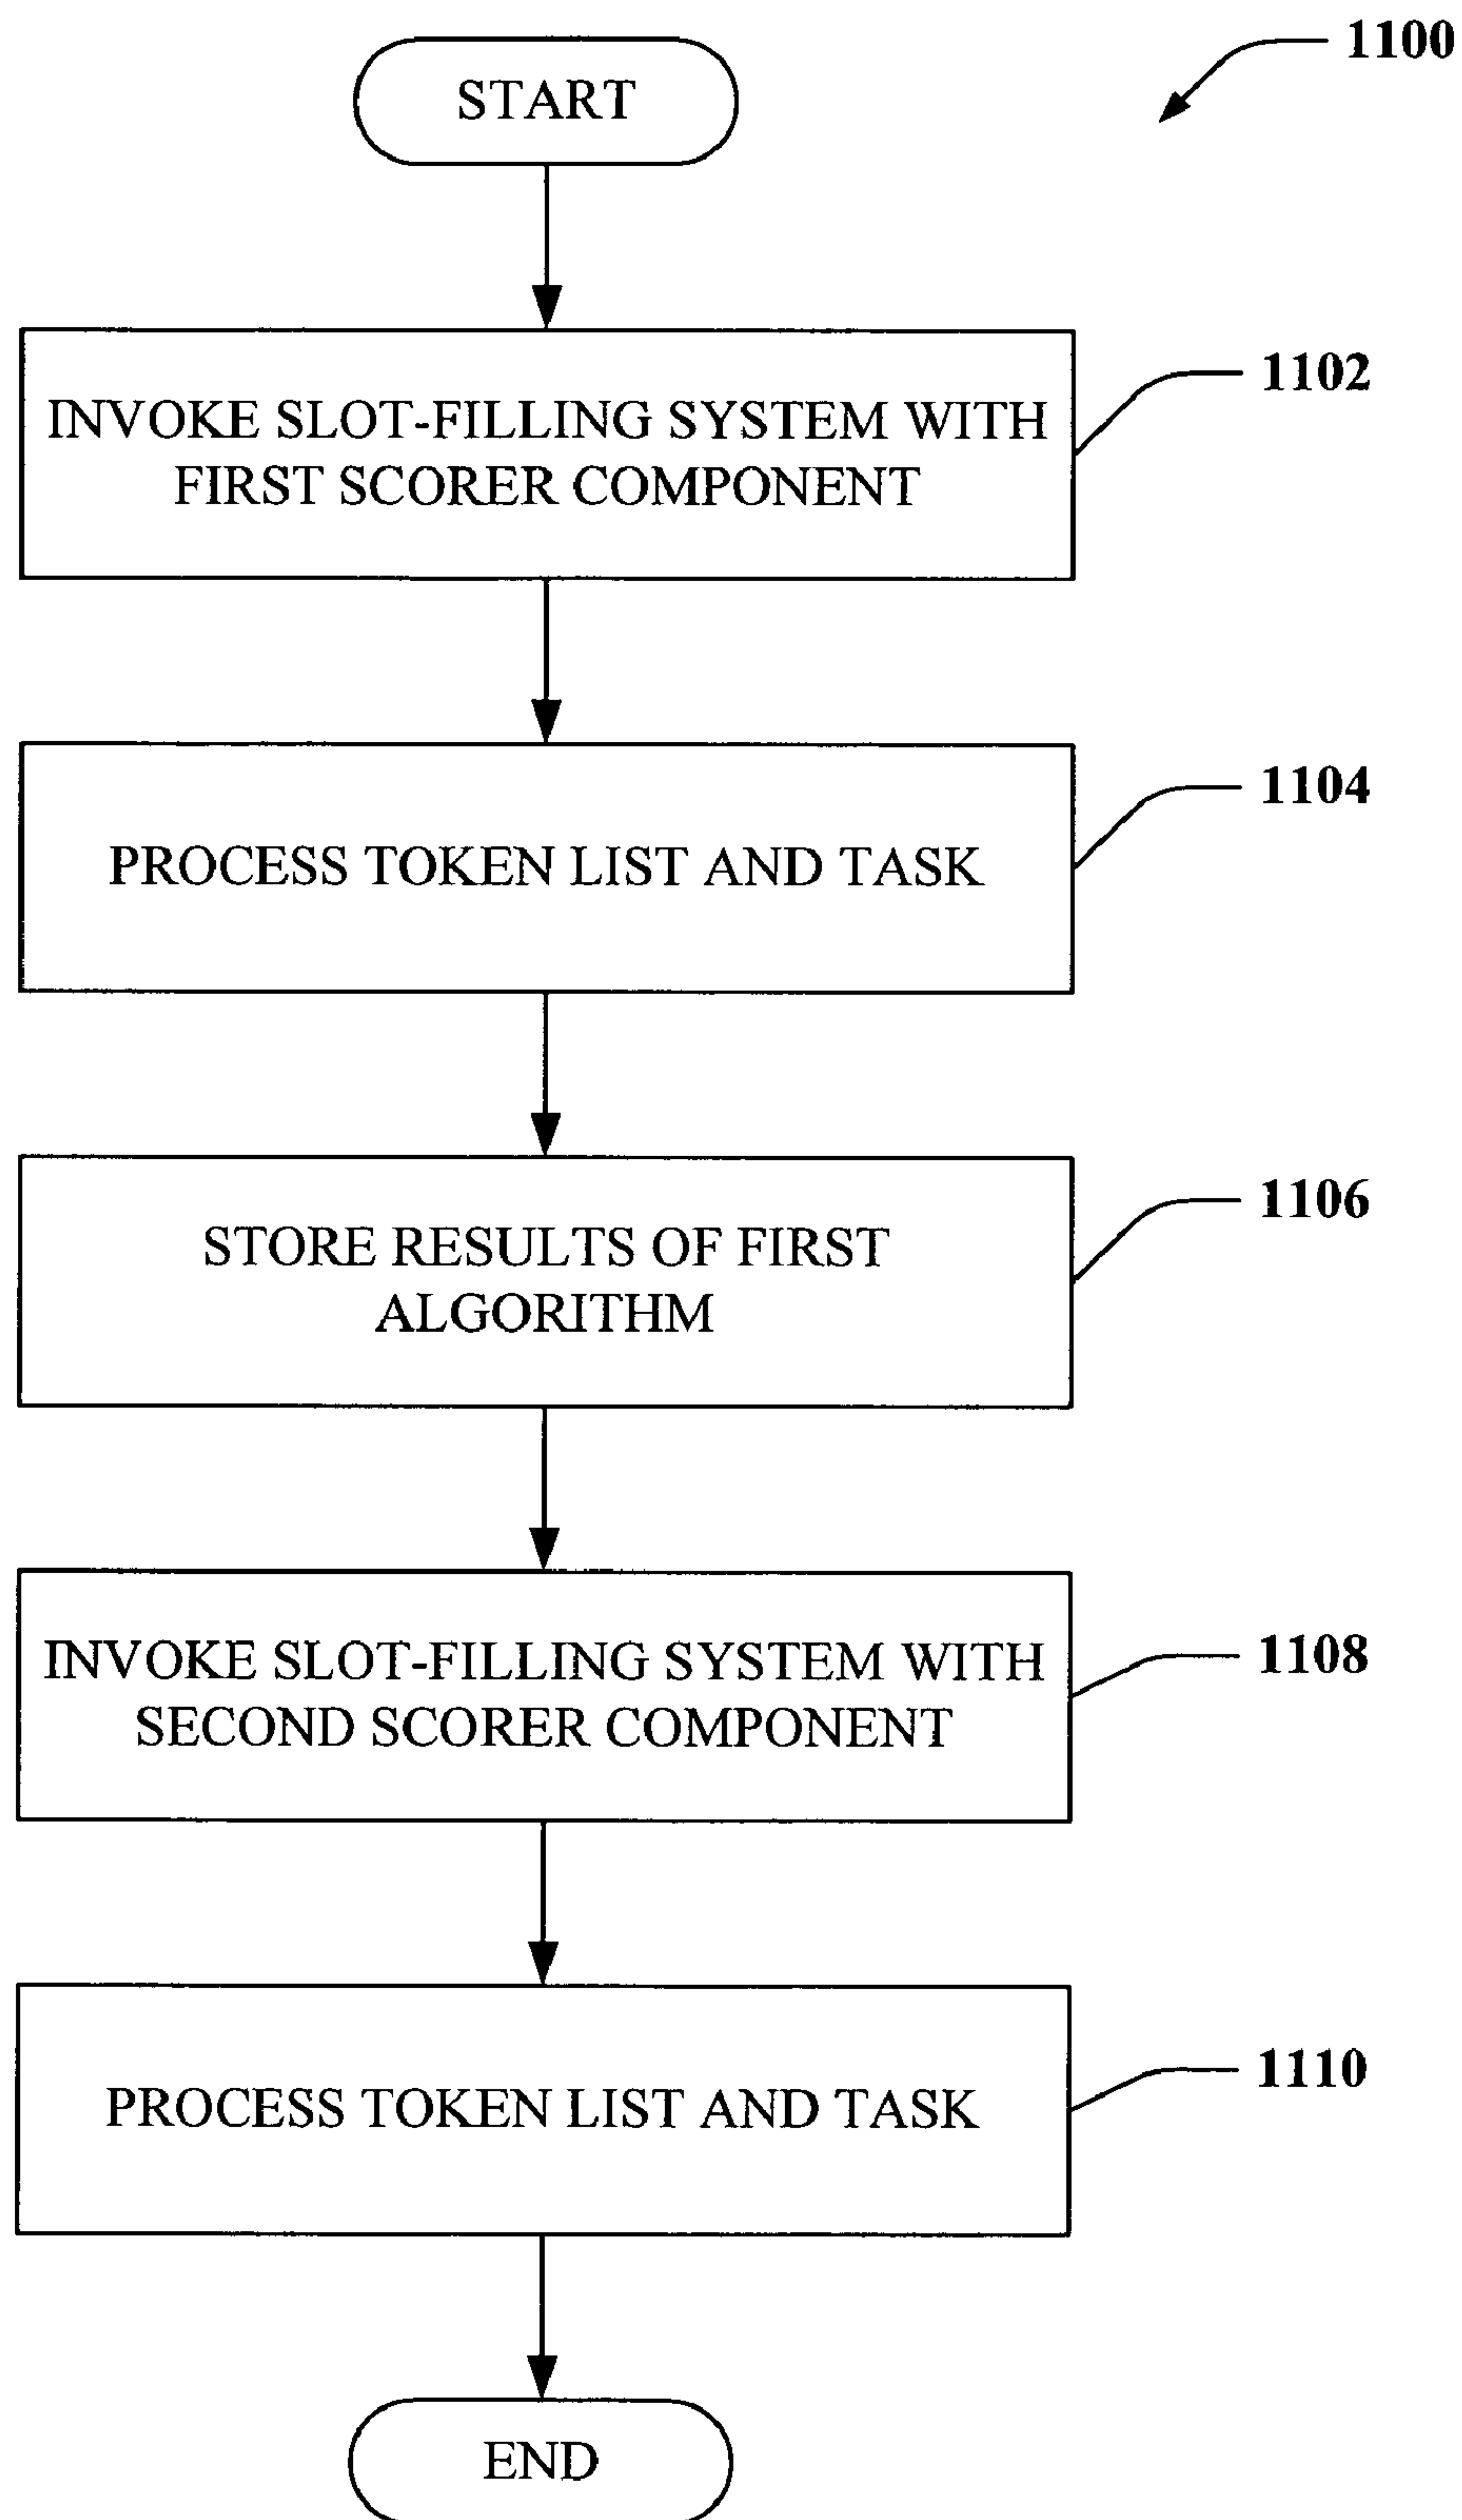 1100
START
INVOKE SLOT-FILLING SYSTEM WITH
FIRST SCORER COMPONENT
1102
PROCESS TOKEN LIST AND TASK
1104
STORE RESULTS OF FIRST
ALGORITHM
1106
INVOKE SLOT-FILLING SYSTEM WITH
SECOND SCORER COMPONENT
1108
PROCESS TOKEN LIST AND TASK
1110
END